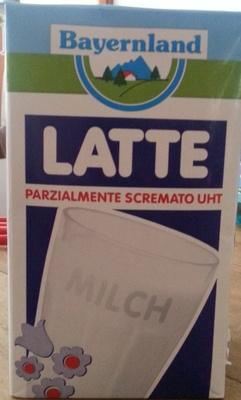 Bayernland
LATTE
PARZIALMENTE SCREMATO UHT
MILCH